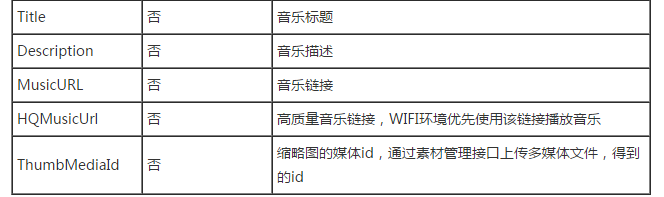 Title 否 音乐标题
Description 否 音乐描述
MusicURL 否 音乐链接
HQMusicUrl 否 高质量音乐链接，WIFI环境优先使用该链接播放音乐
ThumbMediaId 否 缩略图的媒体id，通过素材管理接口上传多媒体文件，得到
的id